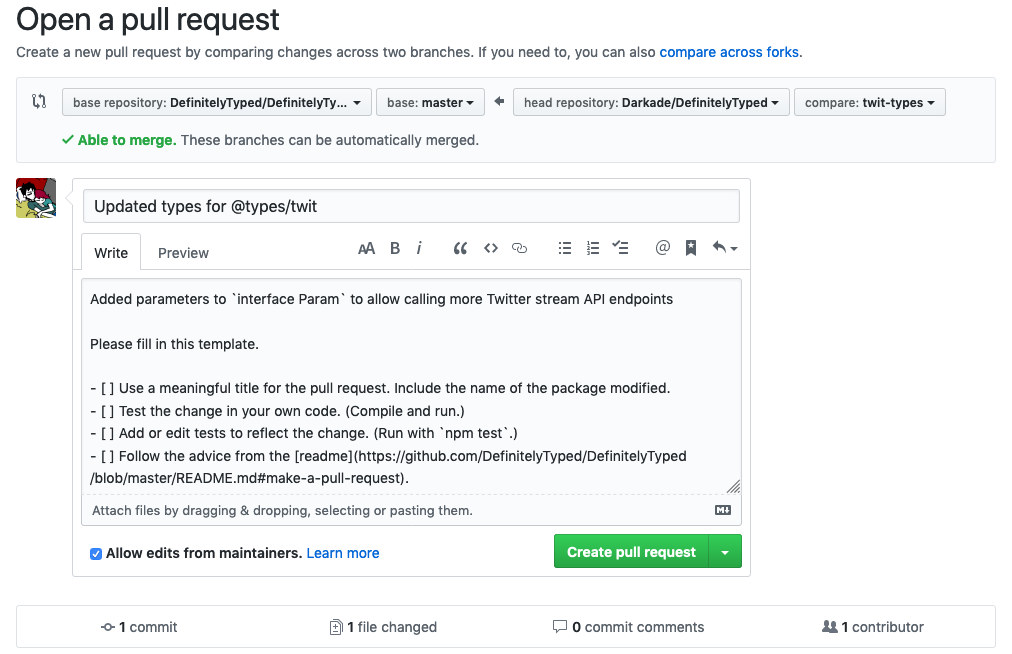 Open a pull request
Create a new pull request by comparing changes across two branches. If you need to, you can also compare across forks.
base repository: DefinitelyTyped/DefinitelyTy... base: master head repository: Darkade/DefinitelyTyped compare: twit-types
Able to merge. These branches can be automatically merged.
Updated types for @types/twit
Write Preview AA B i @
Added parameters to `interface Param` to allow calling more Twitter stream API endpoints
Please fill in this template.
- [ ] Use a meaningful title for the pull request. Include the name of the package modified.
- [ ] Test the change in your own code. (Compile and run.)
- [ ] Add or edit tests to reflect the change. (Run with `npm test`.)
- [ ] Follow the advice from the [readme](https://github.com/DefinitelyTyped/DefinitelyTyped
/blob/master/README.md#make-a-pull-request).
Attach files by dragging & dropping, selecting or pasting them.
Allow edits from maintainers. Learn more
Create pull request
1 commit 1 file changed 0 commit comments 1 contributor